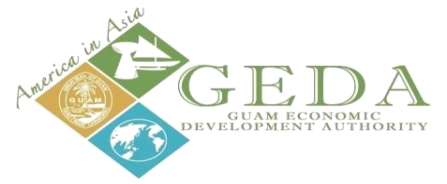 America in Asia
GUAM
GEDA
GUAM ECONOMIC
DEVELOPMENT AUTHORITY